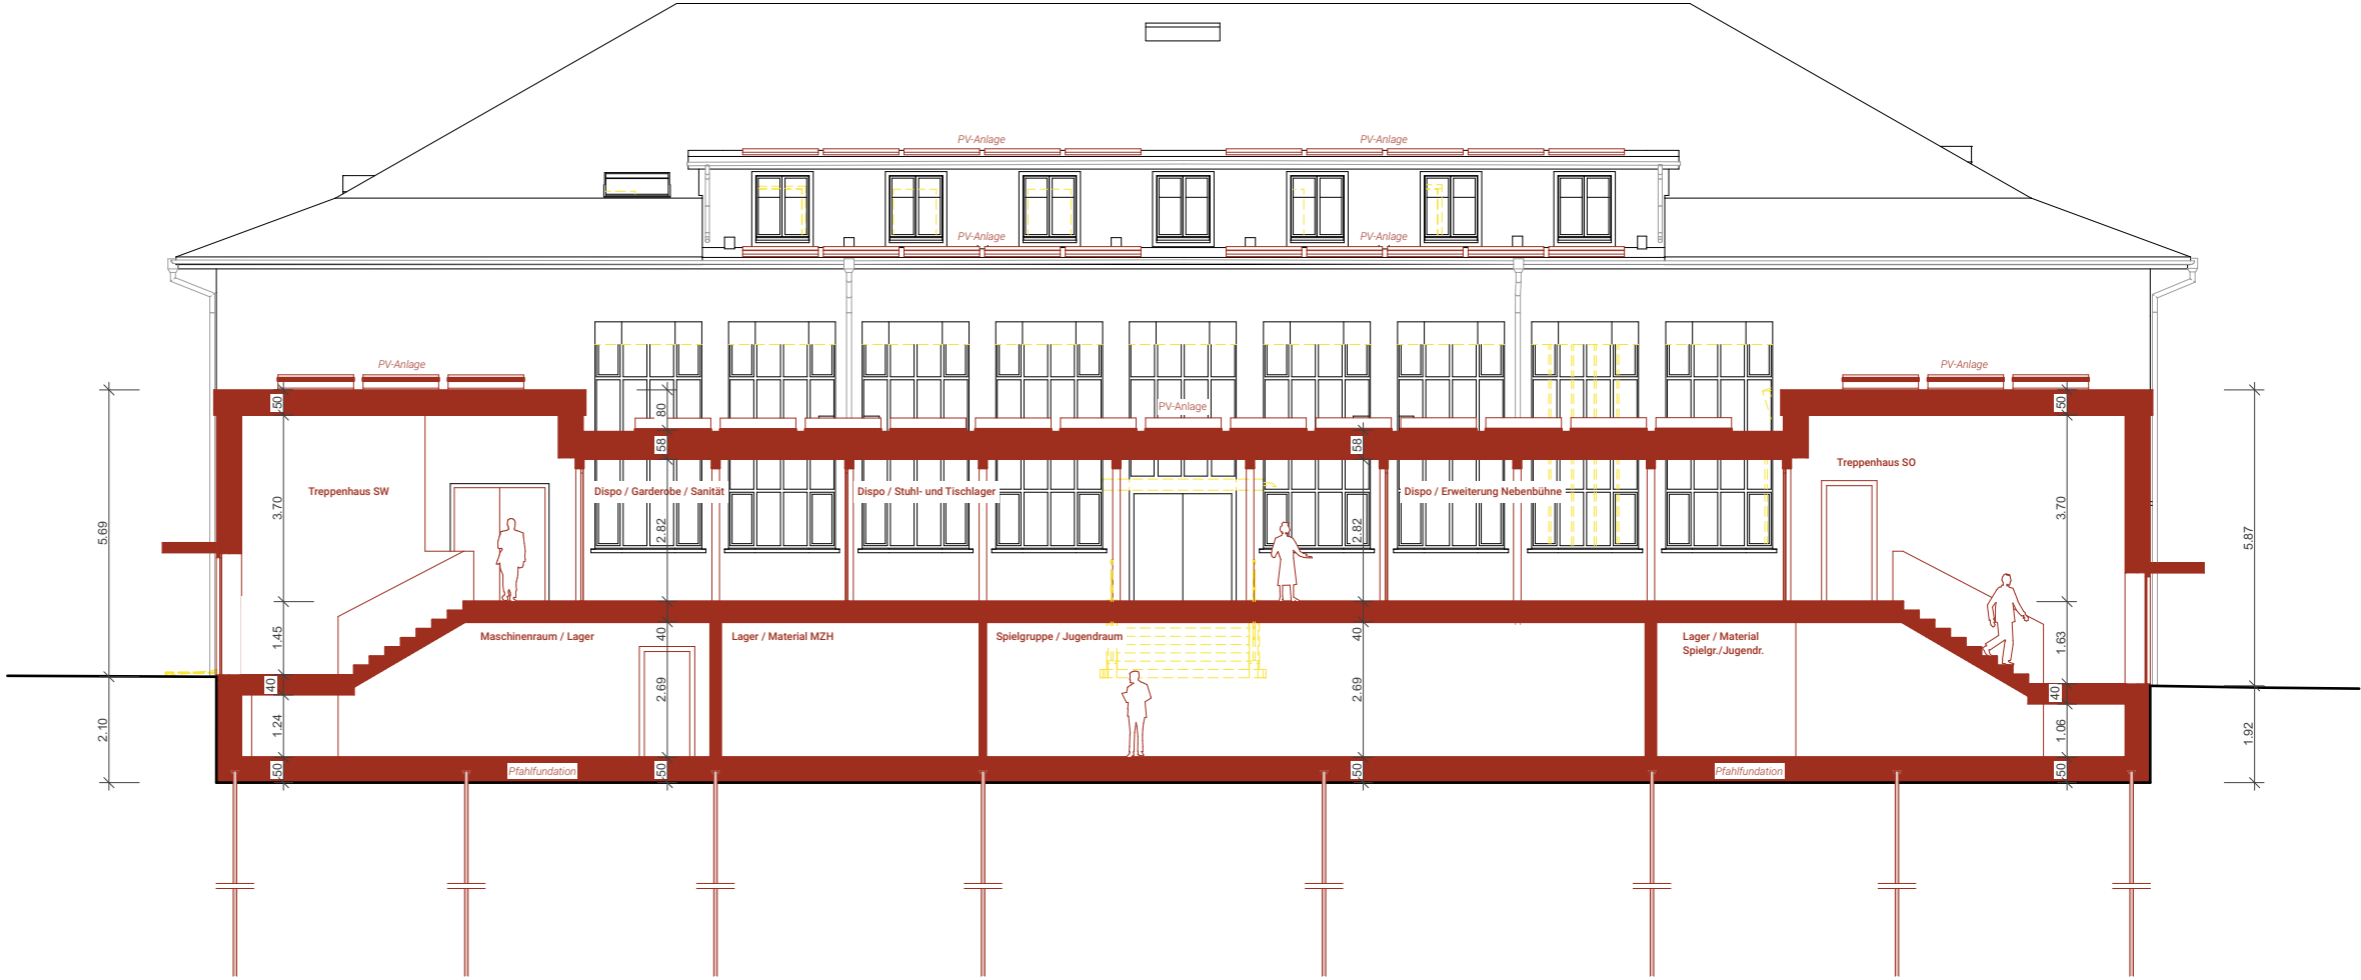 PV-Anlage
PV-Anlage
PV-Anlage
PV-Anlage
PV-Anlage
PV-Anlage
PV-Anlage
50
80
50
58
58
Treppenhaus SW
Dispo / Garderobe / Sanität
Dispo / Stuhl- und Tischlager
Dispo / Erweiterung Nebenbühne
Treppenhaus SO
5.69
3.70
2.82
2.82
3.70
5.87
Maschinenraum / Lager
Lager / Material MZH
Spielgruppe / Jugendraum
Lager / Material
Spielgr./Jugendr.
1.45
40
40
1.63
40
2.69
2.69
40
2.10
1.24
1.06
1.92
50
Pfahlfundation
50
50
Pfahlfundation
50